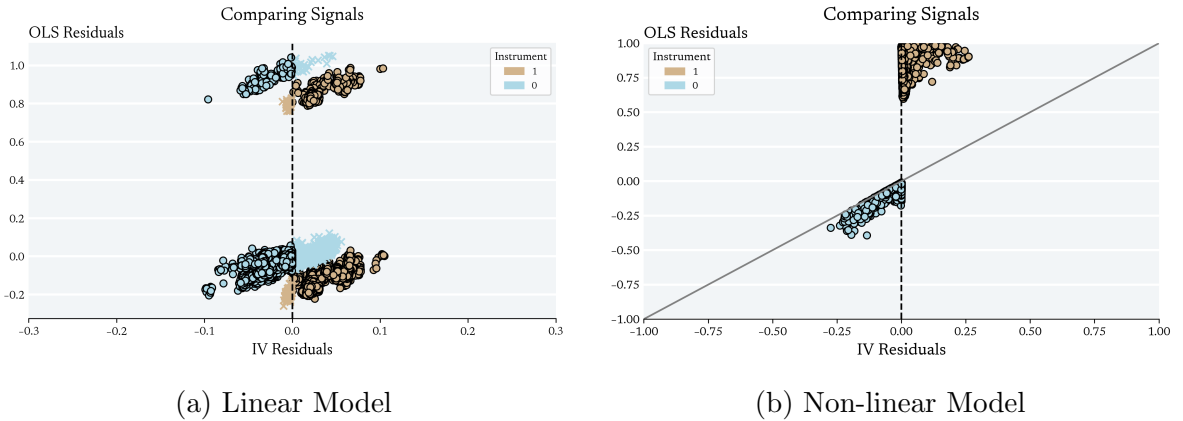 Comparing Signals
OLS Residuals
1.0
0.8
0.6
0.4
0.2
0.0
−0.2
Instrument
1
0
−0.3 −0.2 −0.1 0.0 0.1 0.2 0.3
IV Residuals
(a) Linear Model
Comparing Signals
OLS Residuals
1.00
0.75
0.50
0.25
0.00
−0.25
−0.50
−0.75
−1.00
Instrument
1
0
−1.00 −0.75 −0.50 −0.25 0.00 0.25 0.50 0.75 1.00
IV Residuals
(b) Non-linear Model